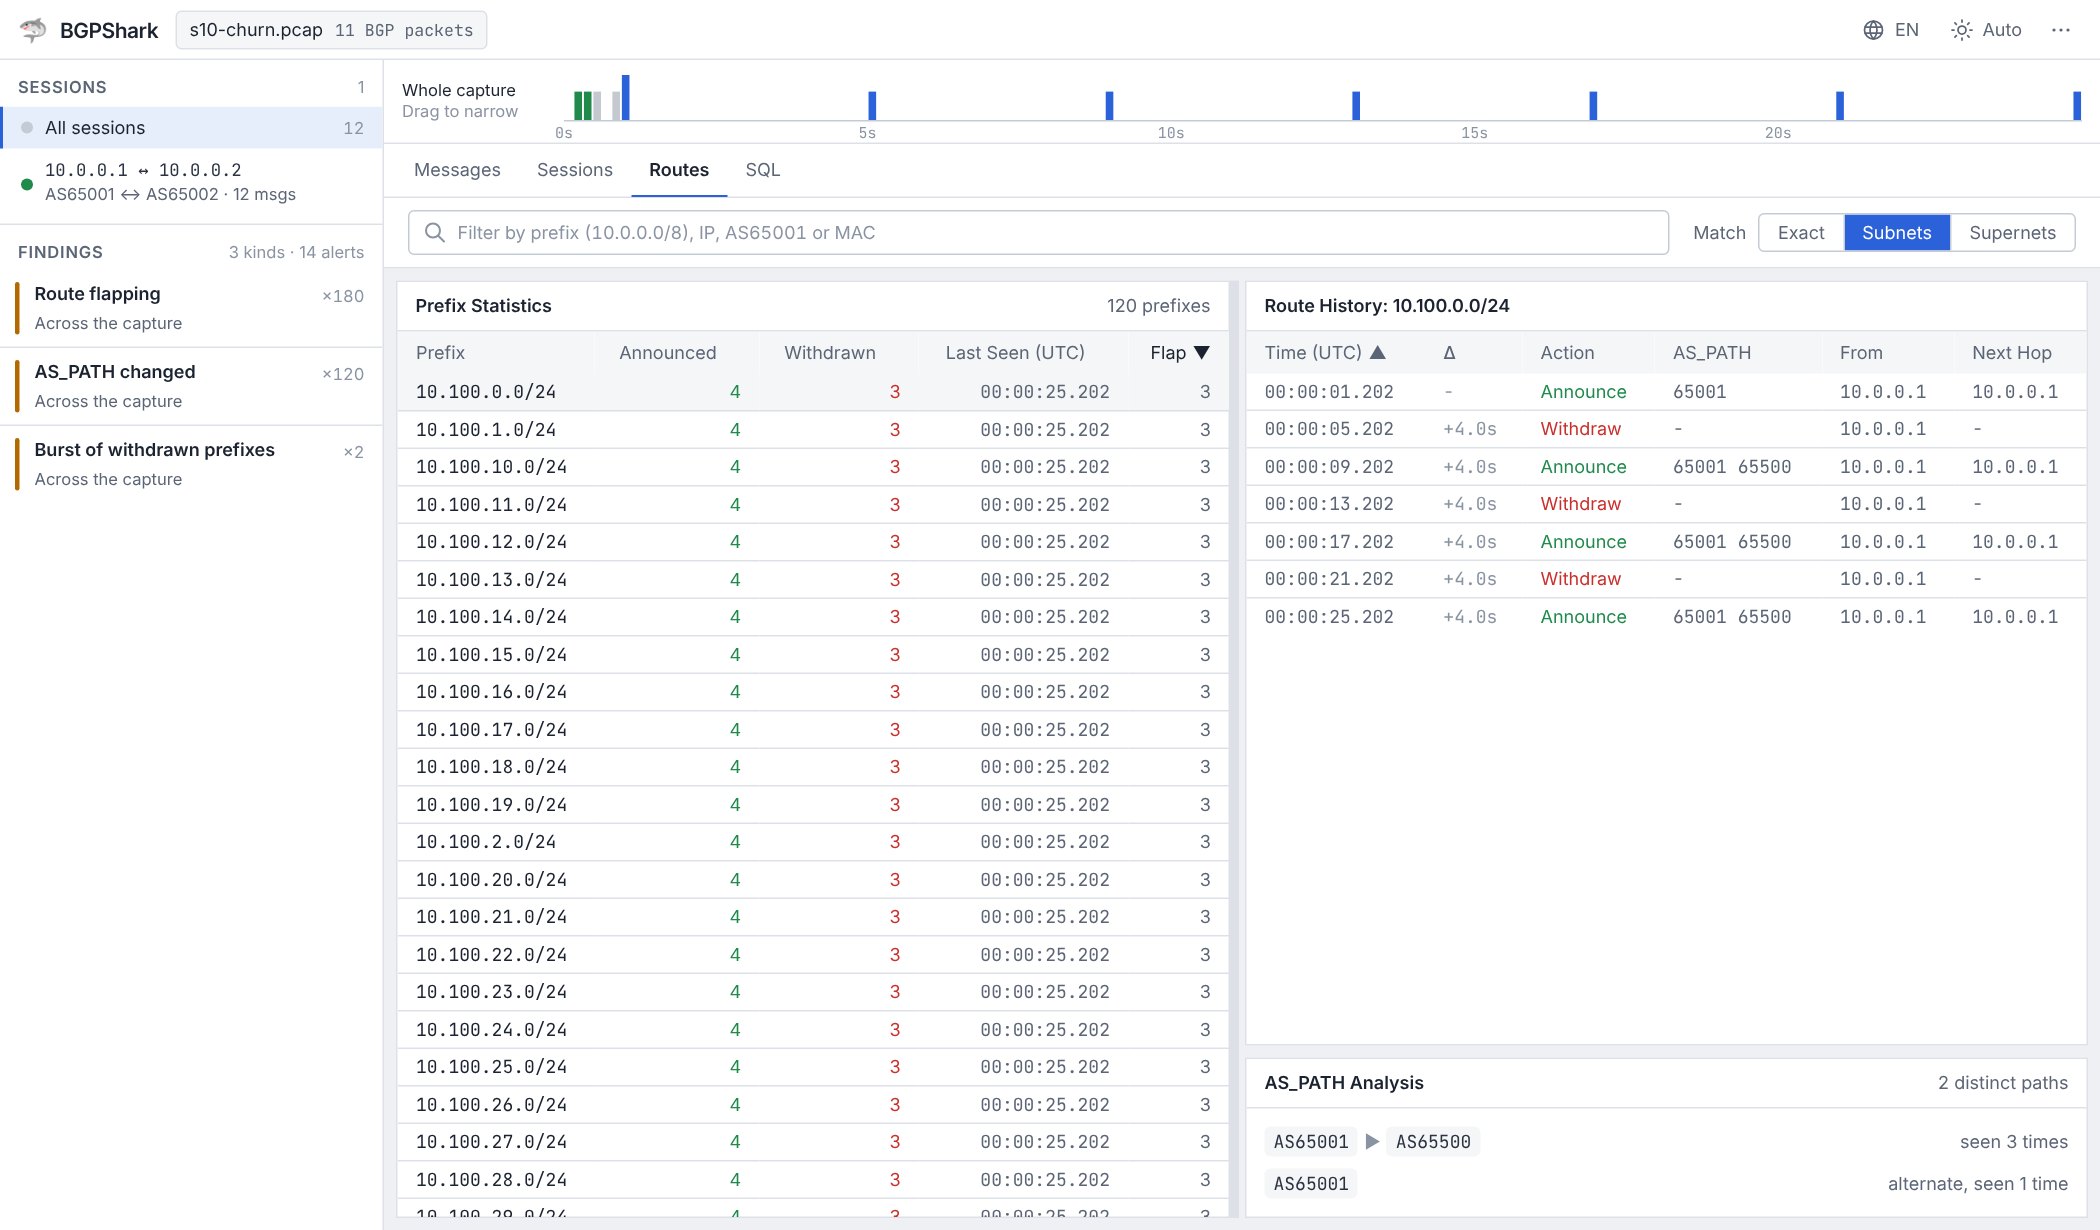 BGPShark
s10-churn.pcap 11 BGP packets
EN
Auto
SESSIONS 1
All sessions 12
10.0.0.1 ↔ 10.0.0.2
AS65001 ↔ AS65002 · 12 msgs
FINDINGS 3 kinds · 14 alerts
Route flapping ×180
Across the capture
AS_PATH changed ×120
Across the capture
Burst of withdrawn prefixes ×2
Across the capture
Whole capture
Drag to narrow
0s 5s 10s 15s 20s
Messages Sessions Routes SQL
Filter by prefix (10.0.0.0/8), IP, AS65001 or MAC
Match Exact Subnets Supernets
Prefix Statistics 120 prefixes
Prefix Announced Withdrawn Last Seen (UTC) Flap ▼
10.100.0.0/24 4 3 00:00:25.202 3
10.100.1.0/24 4 3 00:00:25.202 3
10.100.10.0/24 4 3 00:00:25.202 3
10.100.11.0/24 4 3 00:00:25.202 3
10.100.12.0/24 4 3 00:00:25.202 3
10.100.13.0/24 4 3 00:00:25.202 3
10.100.14.0/24 4 3 00:00:25.202 3
10.100.15.0/24 4 3 00:00:25.202 3
10.100.16.0/24 4 3 00:00:25.202 3
10.100.17.0/24 4 3 00:00:25.202 3
10.100.18.0/24 4 3 00:00:25.202 3
10.100.19.0/24 4 3 00:00:25.202 3
10.100.2.0/24 4 3 00:00:25.202 3
10.100.20.0/24 4 3 00:00:25.202 3
10.100.21.0/24 4 3 00:00:25.202 3
10.100.22.0/24 4 3 00:00:25.202 3
10.100.23.0/24 4 3 00:00:25.202 3
10.100.24.0/24 4 3 00:00:25.202 3
10.100.25.0/24 4 3 00:00:25.202 3
10.100.26.0/24 4 3 00:00:25.202 3
10.100.27.0/24 4 3 00:00:25.202 3
10.100.28.0/24 4 3 00:00:25.202 3
10.100.29.0/24 4 3 00:00:25.202 3
Route History: 10.100.0.0/24
Time (UTC) ▲ Δ Action AS_PATH From Next Hop
00:00:01.202 - Announce 65001 10.0.0.1 10.0.0.1
00:00:05.202 +4.0s Withdraw - 10.0.0.1 -
00:00:09.202 +4.0s Announce 65001 65500 10.0.0.1 10.0.0.1
00:00:13.202 +4.0s Withdraw - 10.0.0.1 -
00:00:17.202 +4.0s Announce 65001 65500 10.0.0.1 10.0.0.1
00:00:21.202 +4.0s Withdraw - 10.0.0.1 -
00:00:25.202 +4.0s Announce 65001 65500 10.0.0.1 10.0.0.1
AS_PATH Analysis 2 distinct paths
AS65001 ▶ AS65500 seen 3 times
AS65001 alternate, seen 1 time